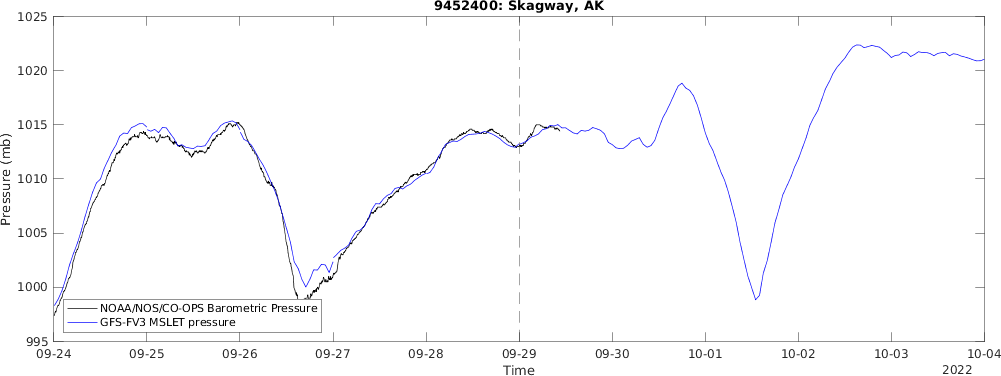 9452400: Skagway, AK
Pressure (mb)
1025
1020
1015
1010
1005
1000
995
NOAA/NOS/CO-OPS Barometric Pressure
GFS-FV3 MSLET pressure
09-24 09-25 09-26 09-27 09-28 09-29 09-30 10-01 10-02 10-03 10-04
Time
2022